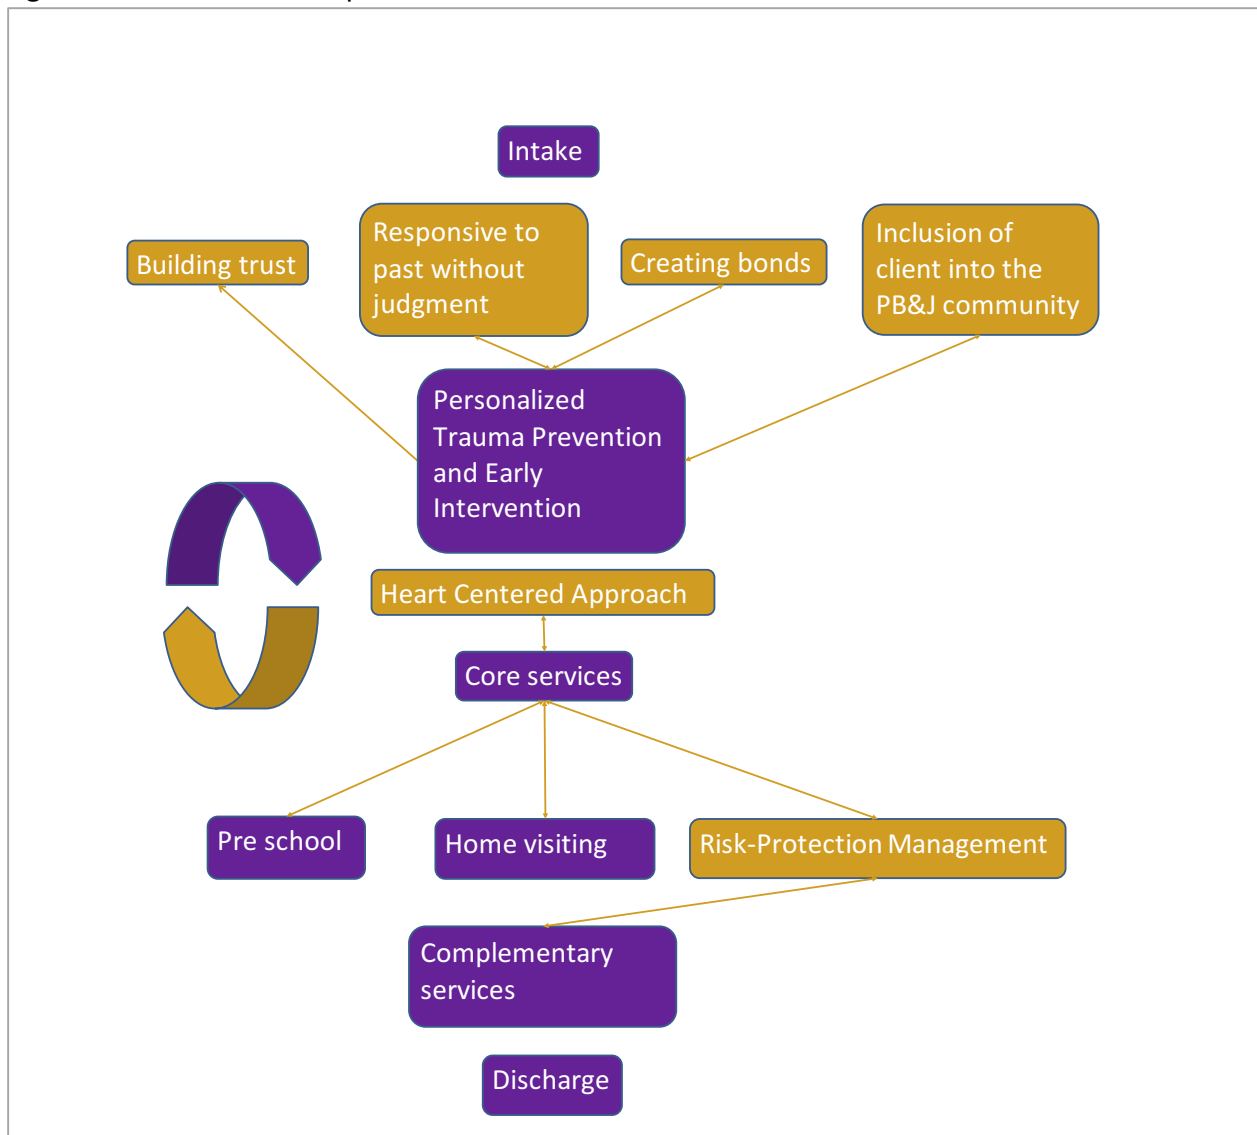 Intake
Building trust
Responsive to
past without
judgment
Creating bonds
Inclusion of
client into the
PB&J community
Personalized
Trauma Prevention
and Early
Intervention
Heart Centered Approach
Core services
Pre school
Home visiting
Risk-Protection Management
Complementary
services
Discharge